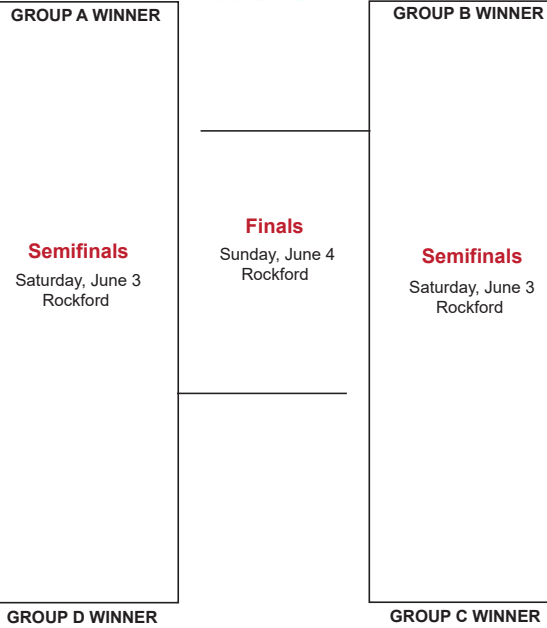 GROUP A WINNER
GROUP B WINNER
Finals
Sunday, June 4
Rockford
Semifinals
Saturday, June 3
Rockford
Semifinals
Saturday, June 3
Rockford
GROUP D WINNER
GROUP C WINNER